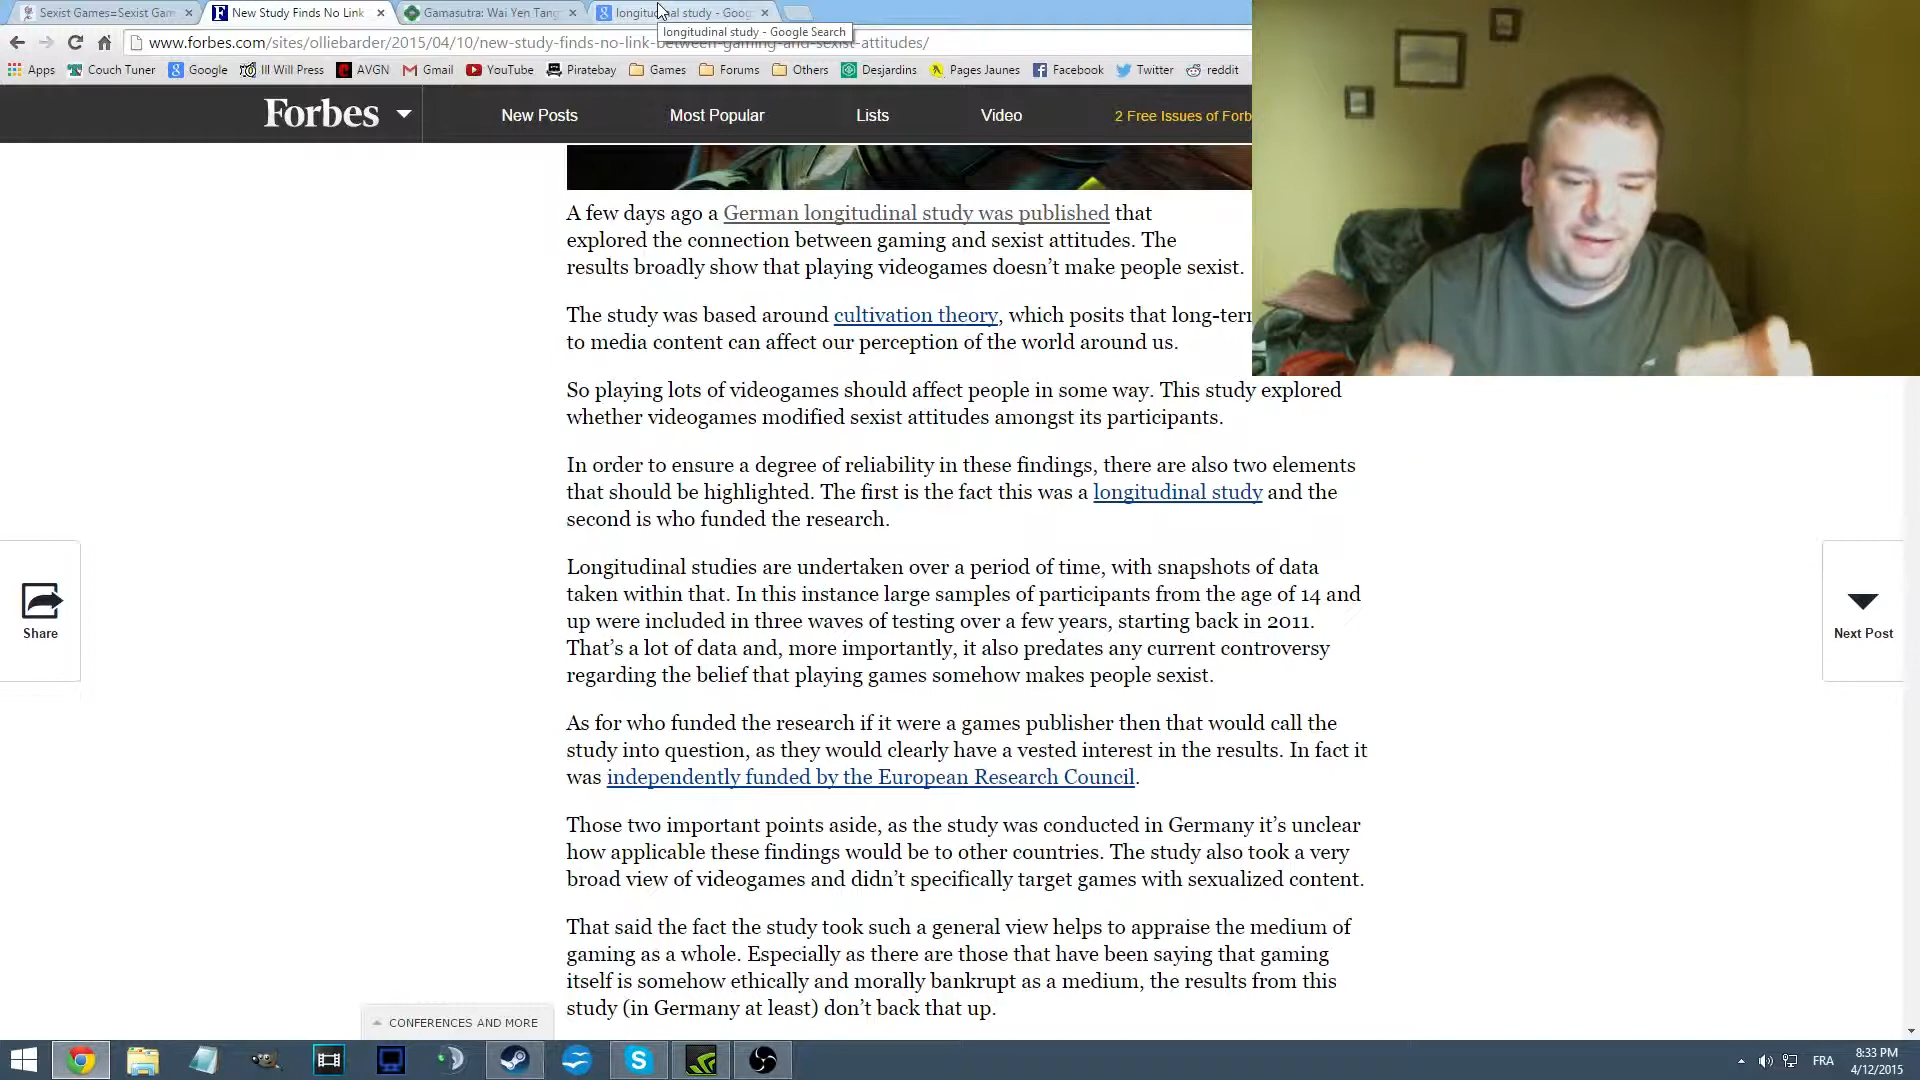 Sexist Games=Sexist Gam
New Study Finds No Link
Gamasutra: Wai Yen Tang
longitudinal study - Goog
longitudinal study - Google Search
www.forbes.com/sites/olliebarder/2015/04/10/new-study-finds-no-link-between-gaming-and-sexist-attitudes/
Apps Couch Tuner Google Ill Will Press AVGN Gmail YouTube Piratebay Games Forums Others Desjardins Pages Jaunes Facebook Twitter reddit
Forbes New Posts Most Popular Lists Video 2 Free Issues of Forb
A few days ago a German longitudinal study was published that
explored the connection between gaming and sexist attitudes. The
results broadly show that playing videogames doesn’t make people sexist.
The study was based around cultivation theory, which posits that long-ter
to media content can affect our perception of the world around us.
So playing lots of videogames should affect people in some way. This study explored
whether videogames modified sexist attitudes amongst its participants.
In order to ensure a degree of reliability in these findings, there are also two elements
that should be highlighted. The first is the fact this was a longitudinal study and the
second is who funded the research.
Longitudinal studies are undertaken over a period of time, with snapshots of data
taken within that. In this instance large samples of participants from the age of 14 and
up were included in three waves of testing over a few years, starting back in 2011.
That’s a lot of data and, more importantly, it also predates any current controversy
regarding the belief that playing games somehow makes people sexist.
Share
Next Post
As for who funded the research if it were a games publisher then that would call the
study into question, as they would clearly have a vested interest in the results. In fact it
was independently funded by the European Research Council.
Those two important points aside, as the study was conducted in Germany it’s unclear
how applicable these findings would be to other countries. The study also took a very
broad view of videogames and didn’t specifically target games with sexualized content.
That said the fact the study took such a general view helps to appraise the medium of
gaming as a whole. Especially as there are those that have been saying that gaming
itself is somehow ethically and morally bankrupt as a medium, the results from this
study (in Germany at least) don’t back that up.
CONFERENCES AND MORE
FRA
8:33 PM
4/12/2015